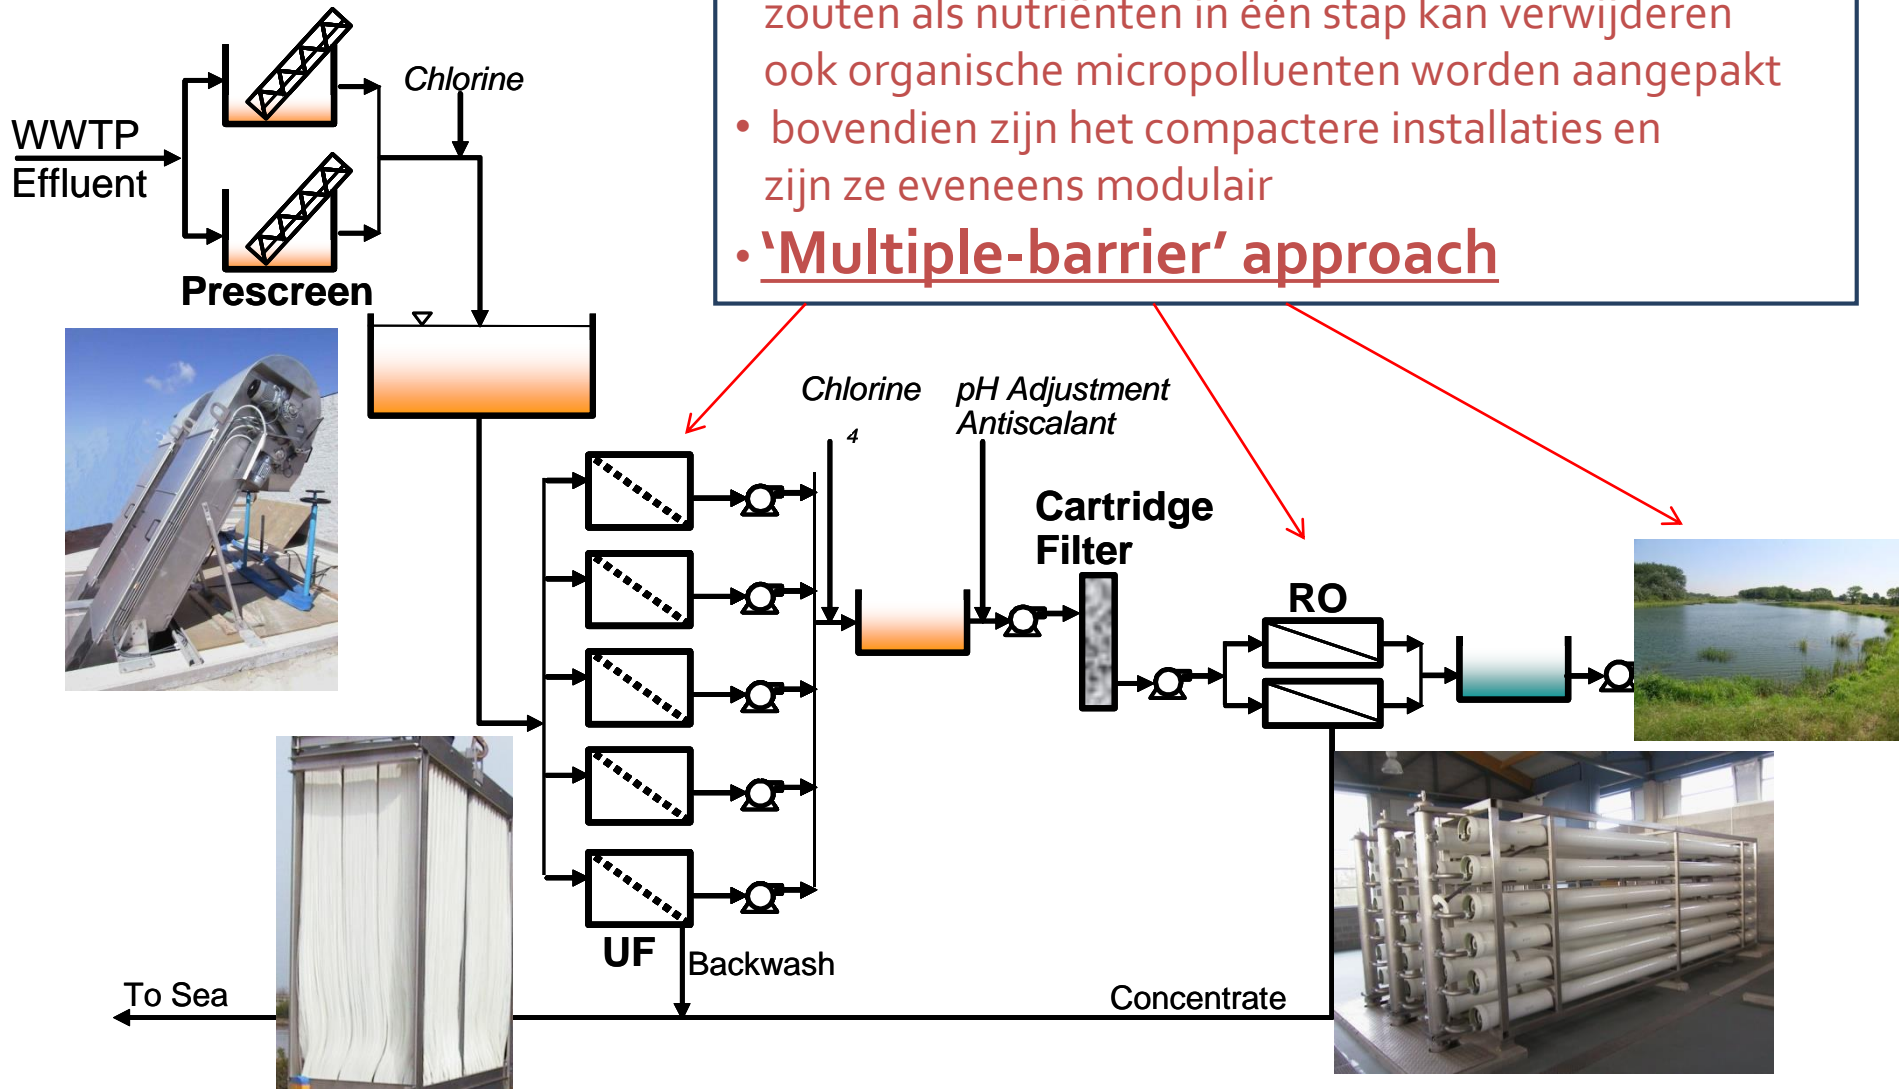 zouten als nutriënten in één stap kan verwijderen
ook organische micropolluenten worden aangepakt
• bovendien zijn het compactere installaties en
zijn ze eveneens modulair
• ‘Multiple-barrier’ approach
Chlorine
WWTP
Effluent
Prescreen
Chlorine
4
pH Adjustment
Antiscalant
Cartridge
Filter
RO
UF
Backwash
To Sea
Concentrate